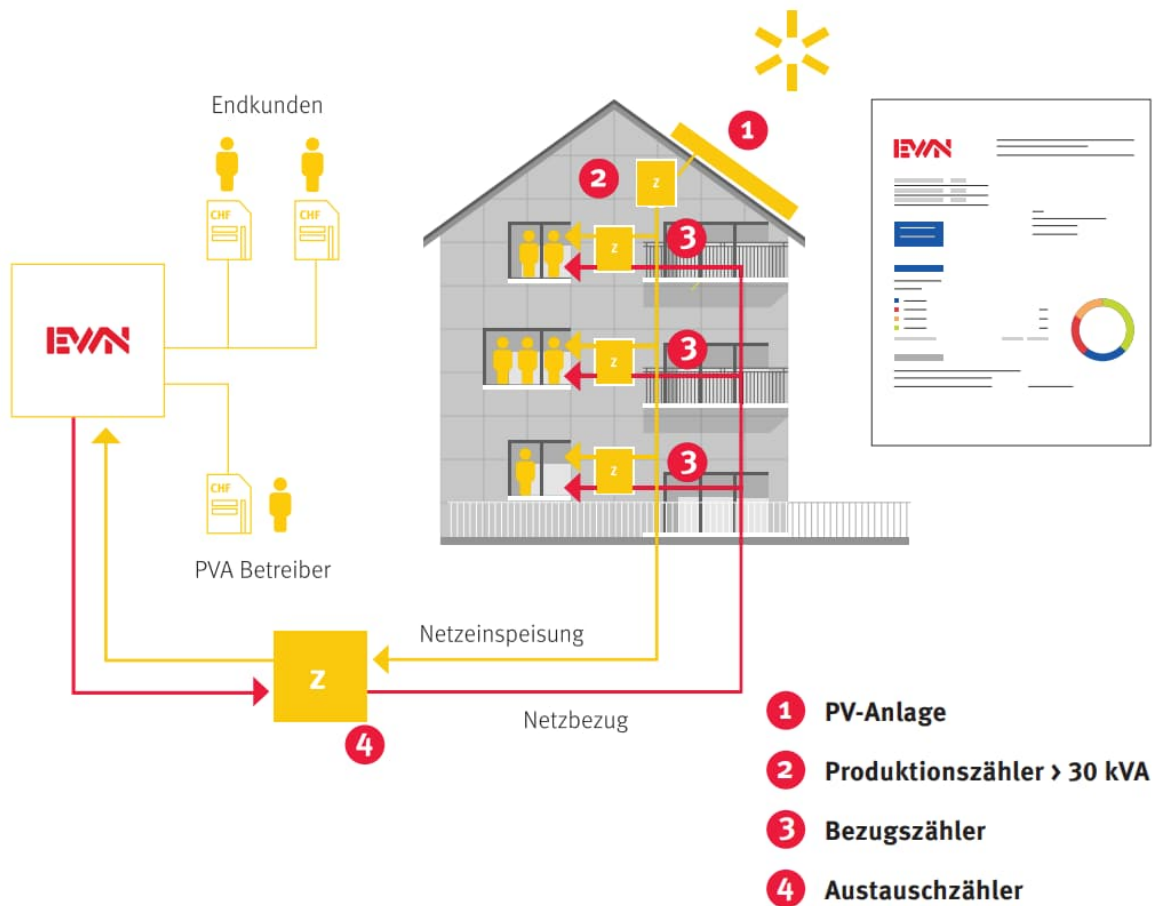 Endkunden
CHF
CHF
EWN
CHF
PVA Betreiber
1
2
Z
3
Z
3
Z
3
Z
EWN
Netzeinspeisung
Z
Netzbezug
4
1 PV-Anlage
2 Produktionszähler > 30 kVA
3 Bezugszähler
4 Austauschzähler